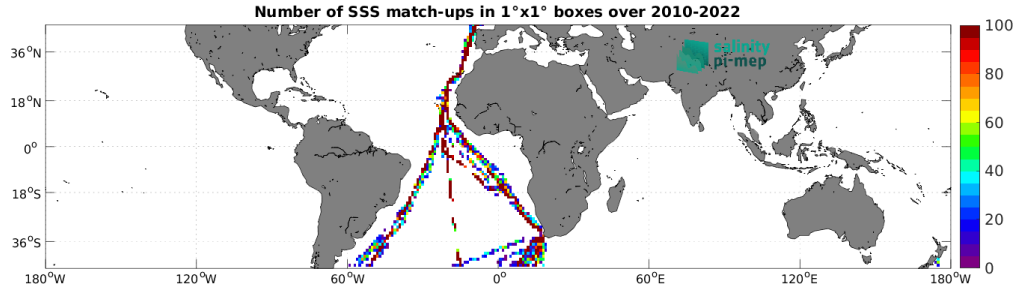 Number of SSS match-ups in 1°x1° boxes over 2010-2022
salinity
pi-mep
36°N
18°N
0°
18°S
36°S
180°W
120°W
60°W
0°
60°E
120°E
180°W
100
80
60
40
20
0